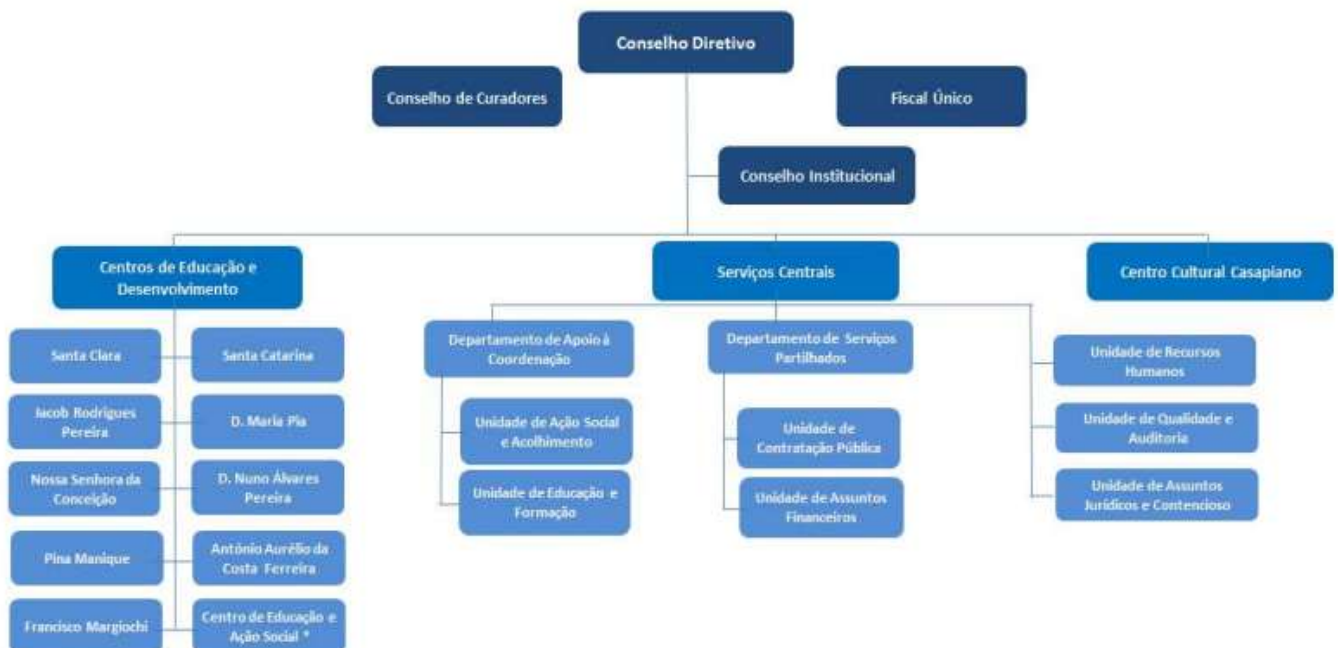 Conselho Diretivo
Conselho de Curadores
Fiscal Único
Conselho Institucional
Centros de Educação e
Desenvolvimento
Serviços Centrais
Centro Cultural Casapiano
Santa Clara
Santa Catarina
Jacob Rodrigues
Pereira
D. Maria Pia
Nossa Senhora da
Conceição
D. Nuno Álvares
Pereira
Pina Manique
António Aurélio da
Costa Ferreira
Francisco Margiochi
Centro de Educação e
Ação Social *
Departamento de Apoio à
Coordenação
Unidade de Ação Social
e Acolhimento
Unidade de Educação e
Formação
Departamento de Serviços
Partilhados
Unidade de
Contratação Pública
Unidade de Assuntos
Financeiros
Unidade de Recursos
Humanos
Unidade de Qualidade e
Auditoria
Unidade de Assuntos
Jurídicos e Contencioso